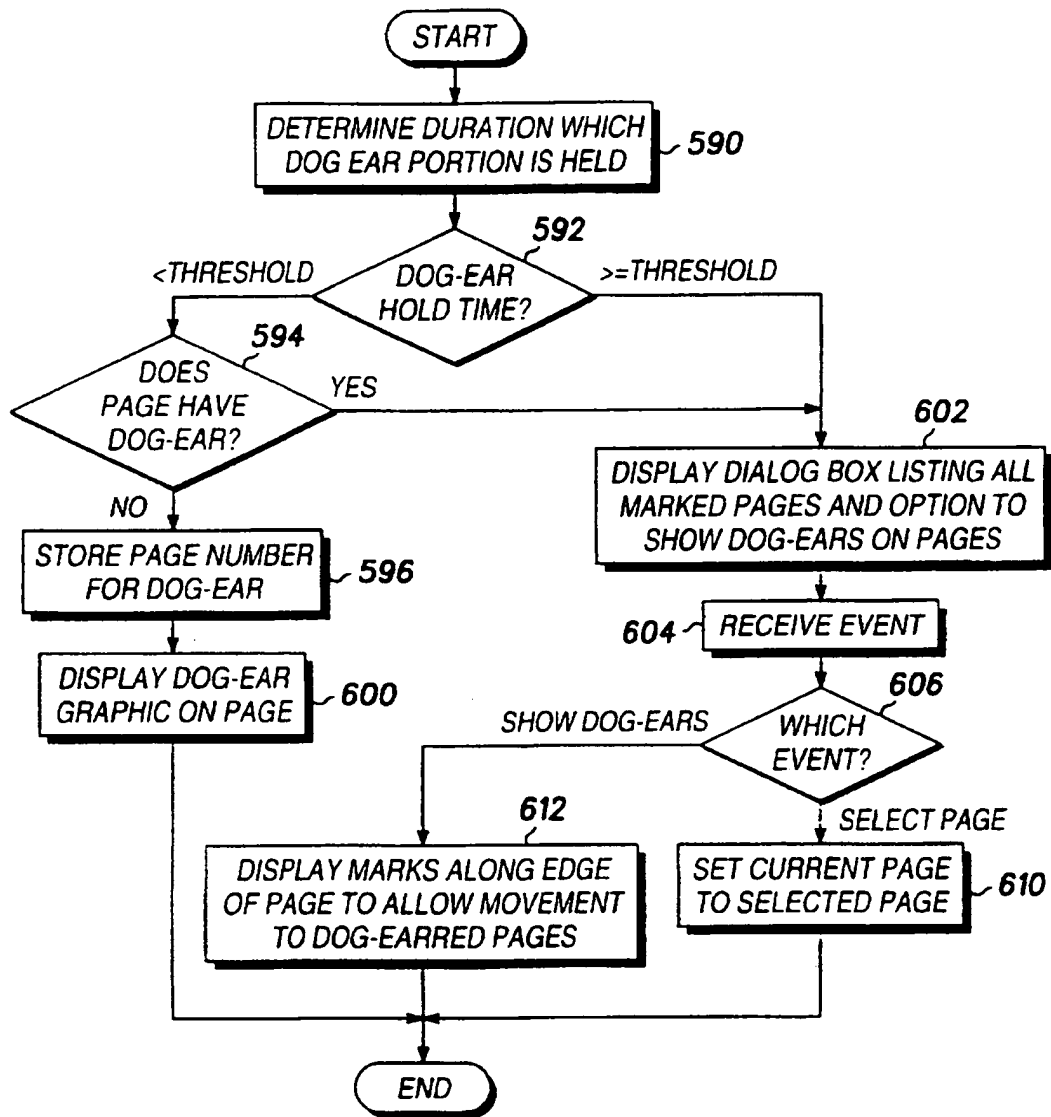 START
DETERMINE DURATION WHICH
DOG EAR PORTION IS HELD
590
592
<THRESHOLD
DOG-EAR
HOLD TIME?
>=THRESHOLD
594
DOES
PAGE HAVE
DOG-EAR?
YES
NO
602
DISPLAY DIALOG BOX LISTING ALL
MARKED PAGES AND OPTION TO
SHOW DOG-EARS ON PAGES
STORE PAGE NUMBER
FOR DOG-EAR
596
604
RECEIVE EVENT
DISPLAY DOG-EAR
GRAPHIC ON PAGE
600
606
SHOW DOG-EARS
WHICH
EVENT?
SELECT PAGE
612
DISPLAY MARKS ALONG EDGE
OF PAGE TO ALLOW MOVEMENT
TO DOG-EARRED PAGES
SET CURRENT PAGE
TO SELECTED PAGE
610
END